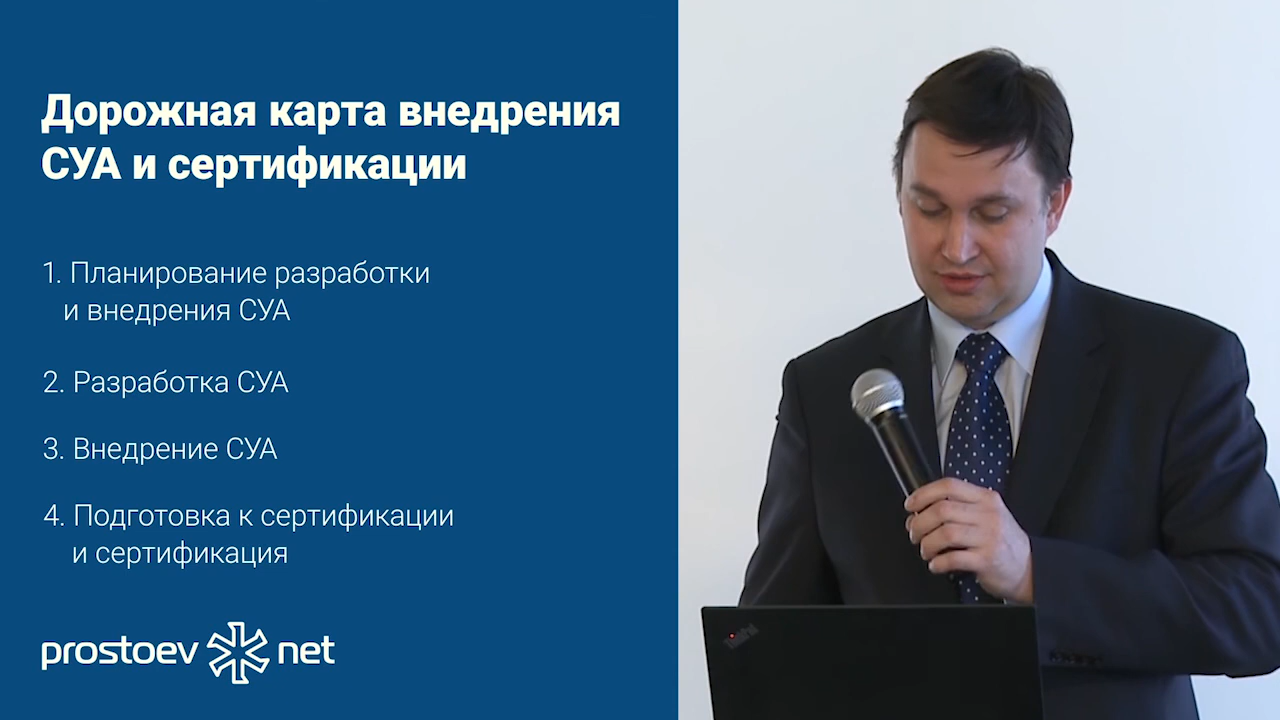 Дорожная карта внедрения
СУА и сертификации
1. Планирование разработки
и внедрения СУА
2. Разработка СУА
3. Внедрение СУА
4. Подготовка к сертификации
и сертификация
prostoev net
ThinkPad